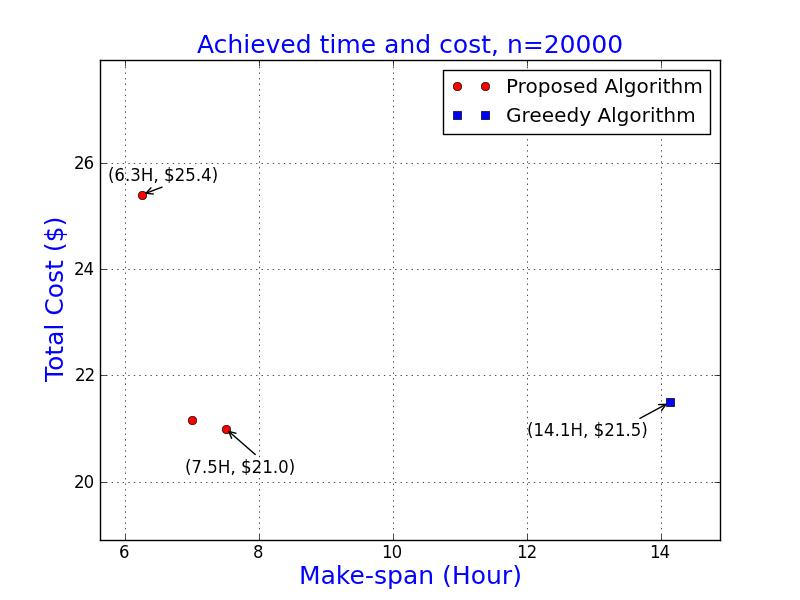 Achieved time and cost, n=20000
Proposed Algorithm
Greeedy Algorithm
26
(6.3H, $25.4)
24
Total Cost ($)
22
(14.1H, $21.5)
(7.5H, $21.0)
20
6 8 10 12 14
Make-span (Hour)